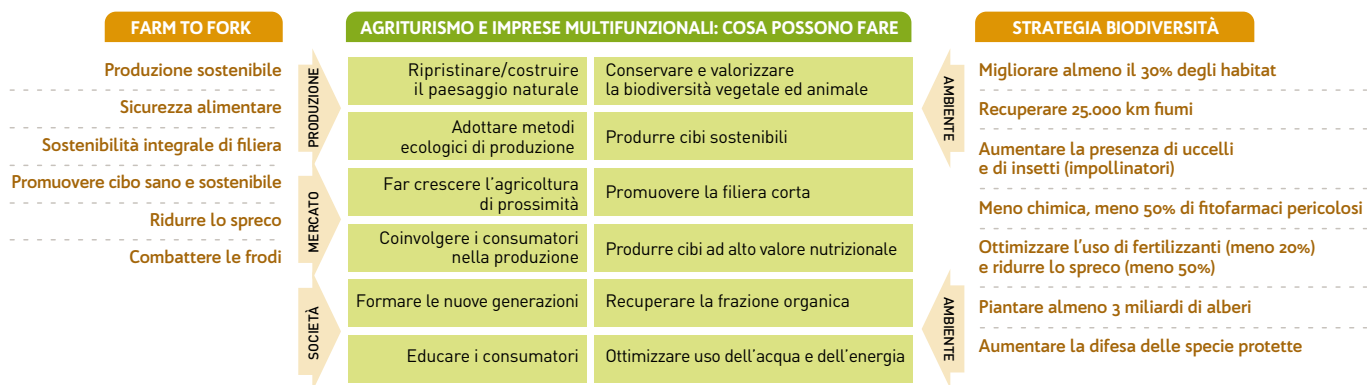 FARM TO FORK
Produzione sostenibile
Sicurezza alimentare
Sostenibilità integrale di filiera
Promuovere cibo sano e sostenibile
Ridurre lo spreco
Combattere le frodi
PRODUZIONE
MERCATO
SOCIETÀ
AGRITURISMO E IMPRESE MULTIFUNZIONALI: COSA POSSONO FARE
Ripristinare/costruire
il paesaggio naturale
Conservare e valorizzare
la biodiversità vegetale ed animale
Adottare metodi
ecologici di produzione
Produrre cibi sostenibili
Far crescere l'agricoltura
di prossimità
Promuovere la filiera corta
Coinvolgere i consumatori
nella produzione
Produrre cibi ad alto valore nutrizionale
Formare le nuove generazioni
Recuperare la frazione organica
Educare i consumatori
Ottimizzare uso dell'acqua e dell'energia
AMBIENTE
AMBIENTE
STRATEGIA BIODIVERSITÀ
Migliorare almeno il 30% degli habitat
Recuperare 25.000 km fiumi
Aumentare la presenza di uccelli
e di insetti (impollinatori)
Meno chimica, meno 50% di fitofarmaci pericolosi
Ottimizzare l'uso di fertilizzanti (meno 20%)
e ridurre lo spreco (meno 50%)
Piantare almeno 3 miliardi di alberi
Aumentare la difesa delle specie protette